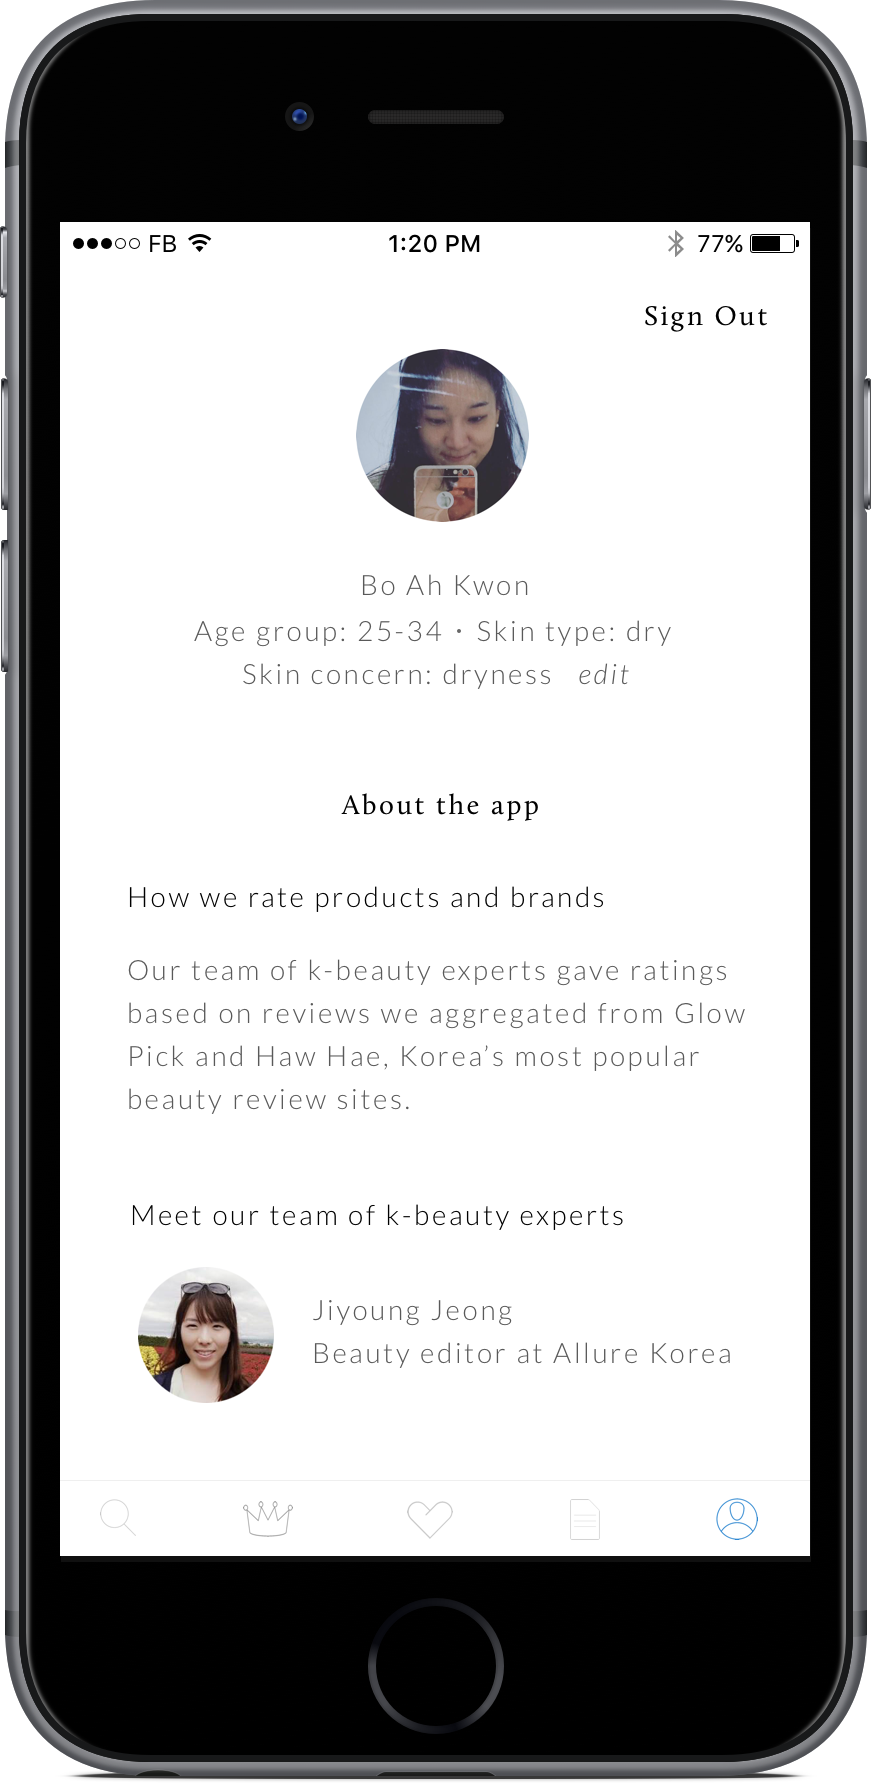 FB 1:20 PM 77%
Sign Out
Bo Ah Kwon
Age group: 25-34 · Skin type: dry
Skin concern: dryness edit
About the app
How we rate products and brands
Our team of k-beauty experts gave ratings
based on reviews we aggregated from Glow
Pick and Haw Hae, Korea’s most popular
beauty review sites.
Meet our team of k-beauty experts
Jiyoung Jeong
Beauty editor at Allure Korea